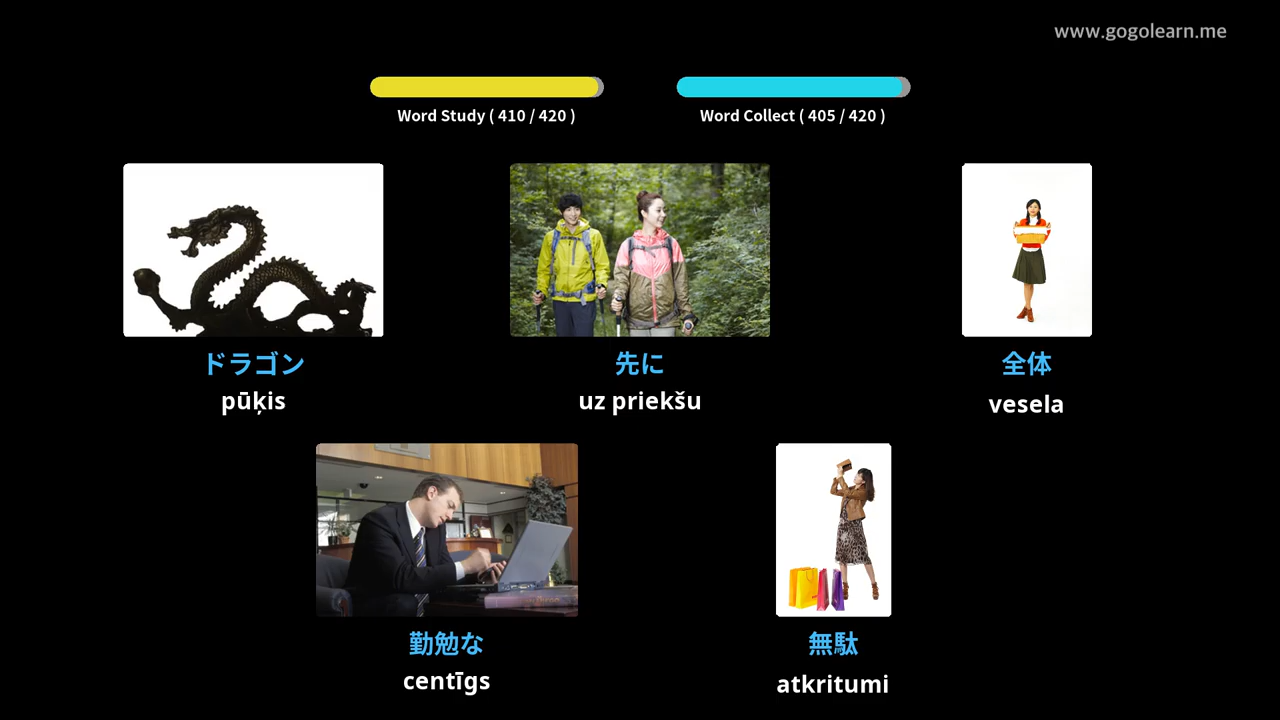 www.gogolearn.me
Word Study ( 410 / 420 )
Word Collect ( 405 / 420 )
ドラゴン
pūķis
先に
uz priekšu
全体
vesela
勤勉な
centīgs
無駄
atkritumi